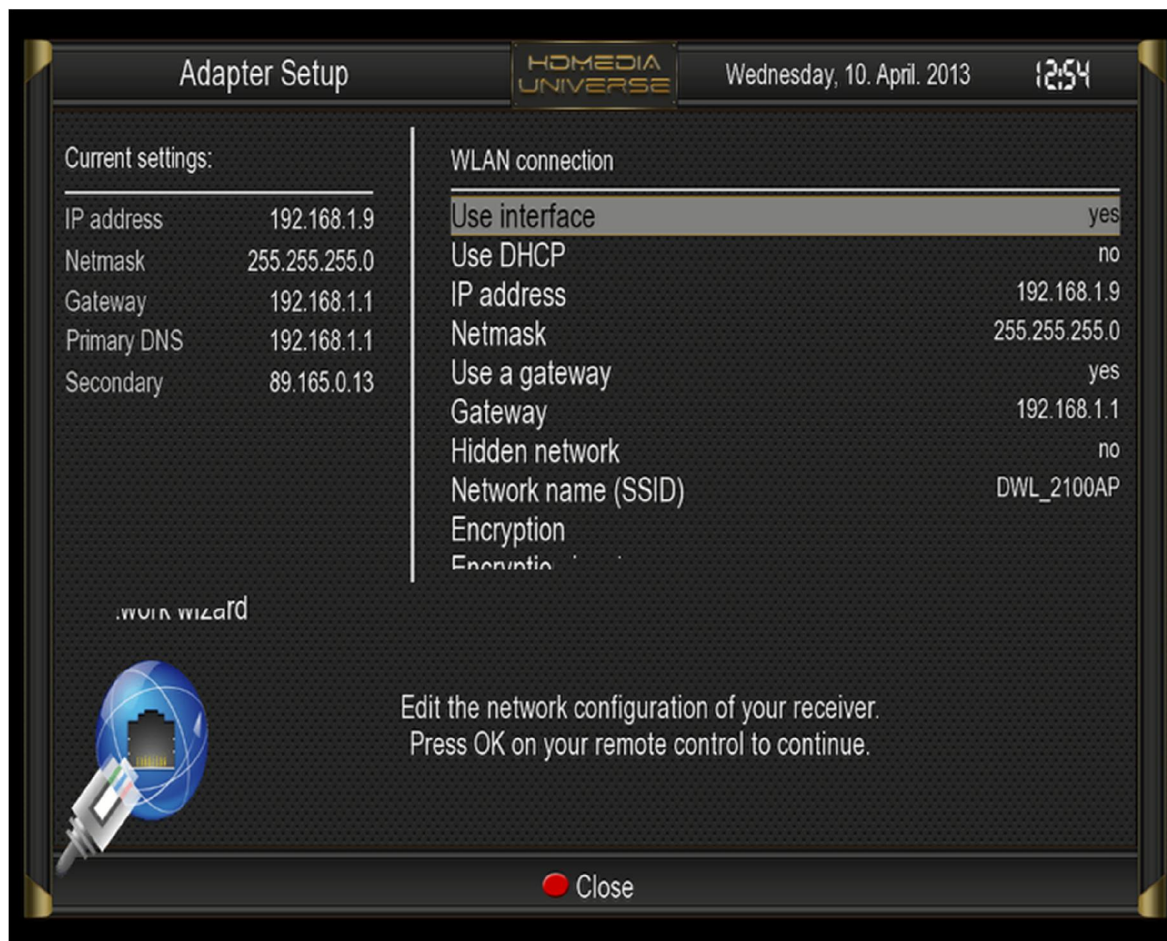 Adapter Setup
HDMEDIA
UNIVERSE
Wednesday, 10. April. 2013
12:54
Current settings:
IP address 192.168.1.9
Netmask 255.255.255.0
Gateway 192.168.1.1
Primary DNS 192.168.1.1
Secondary 89.165.0.13
WLAN connection
Use interface yes
Use DHCP no
IP address 192.168.1.9
Netmask 255.255.255.0
Use a gateway yes
Gateway 192.168.1.1
Hidden network no
Network name (SSID) DWL_2100AP
Encryption
wizard
Edit the network configuration of your receiver.
Press OK on your remote control to continue.
Close